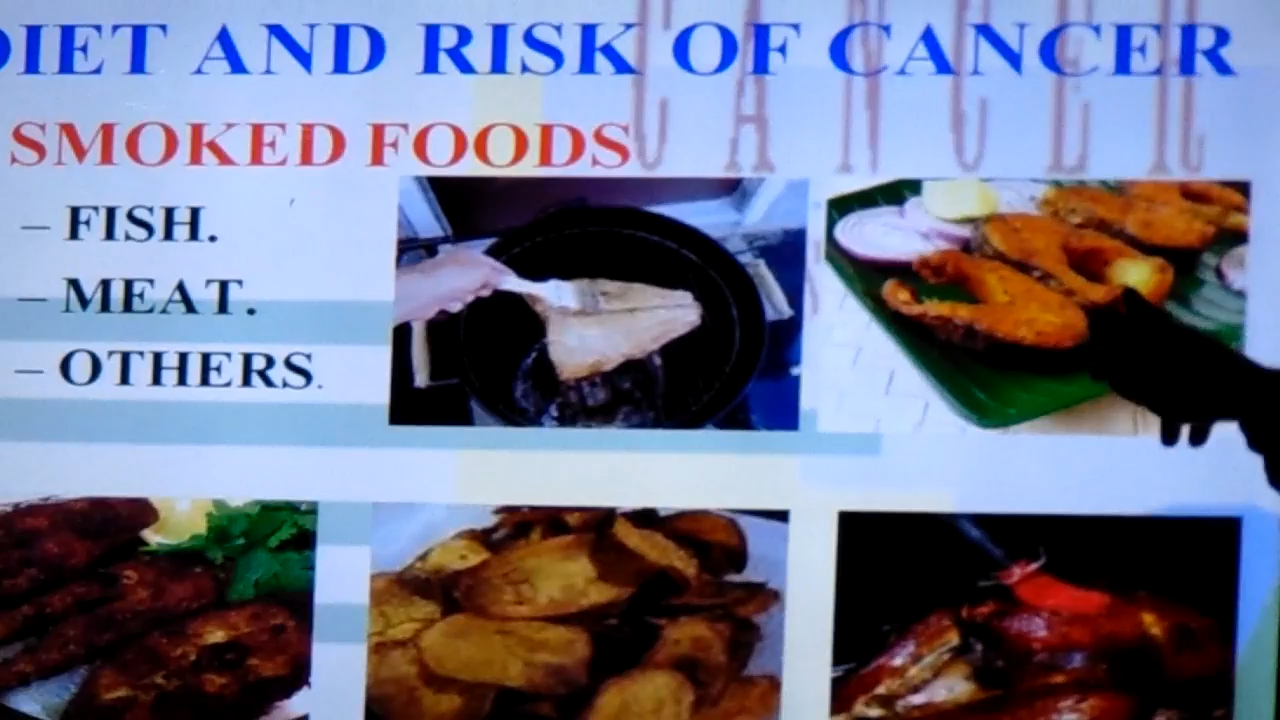 DIET AND RISK OF CANCER
CANCER
SMOKED FOODS
– FISH.
– MEAT.
– OTHERS.